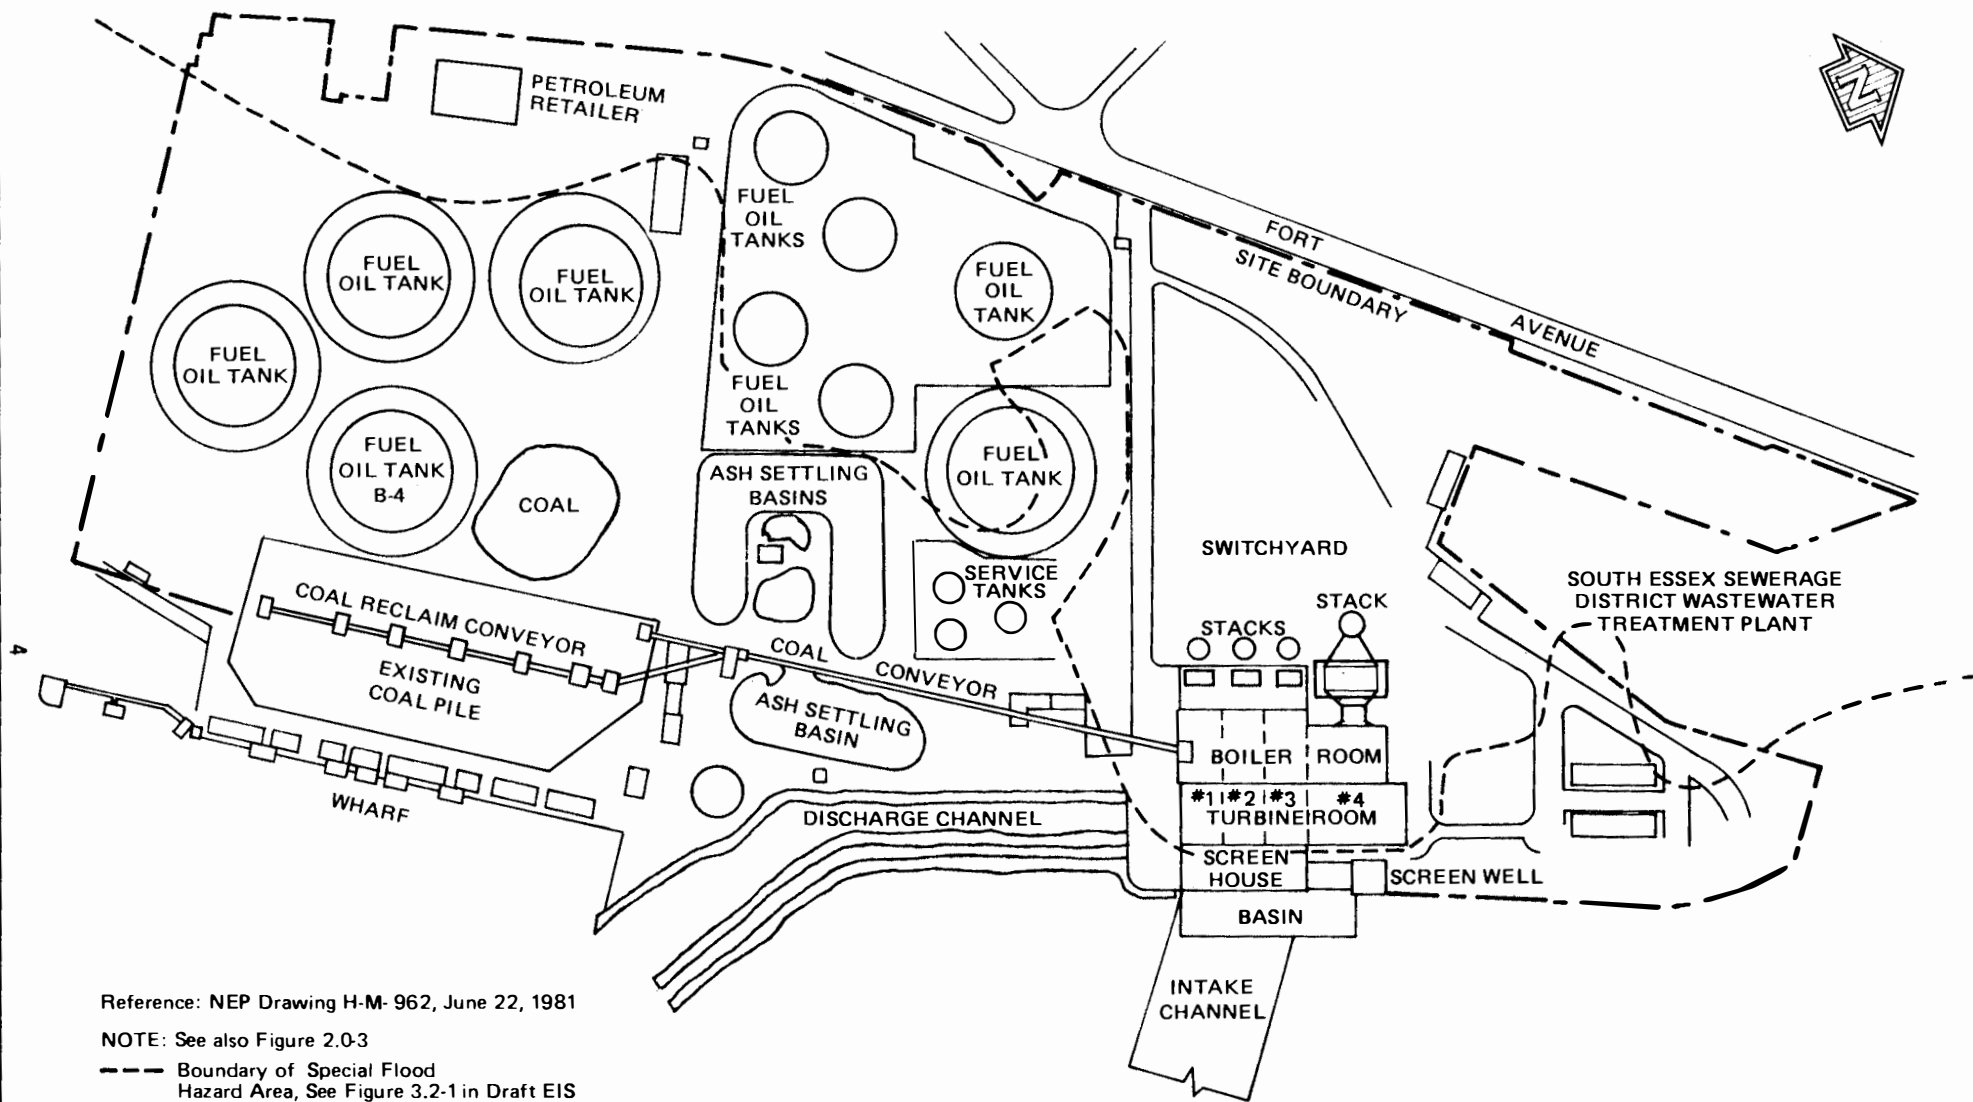 PETROLEUM
RETAILER
N
FUEL
OIL
TANKS
FORT
SITE BOUNDARY
AVENUE
FUEL
OIL TANK
FUEL
OIL TANK
FUEL
OIL
TANK
FUEL
OIL TANK
FUEL
OIL
TANKS
FUEL
OIL TANK
B-4
COAL
ASH SETTLING
BASINS
FUEL
OIL TANK
SWITCHYARD
SERVICE
TANKS
SOUTH ESSEX SEWERAGE
DISTRICT WASTEWATER
TREATMENT PLANT
STACK
STACKS
COAL RECLAIM CONVEYOR
COAL CONVEYOR
EXISTING
COAL PILE
ASH SETTLING
BASIN
4
BOILER ROOM
#1 #2 #3 #4
TURBINE ROOM
WHARF
DISCHARGE CHANNEL
SCREEN
HOUSE
SCREEN WELL
BASIN
INTAKE
CHANNEL
Reference: NEP Drawing H-M- 962, June 22, 1981
NOTE: See also Figure 2.0-3
Boundary of Special Flood
Hazard Area, See Figure 3.2-1 in Draft EIS